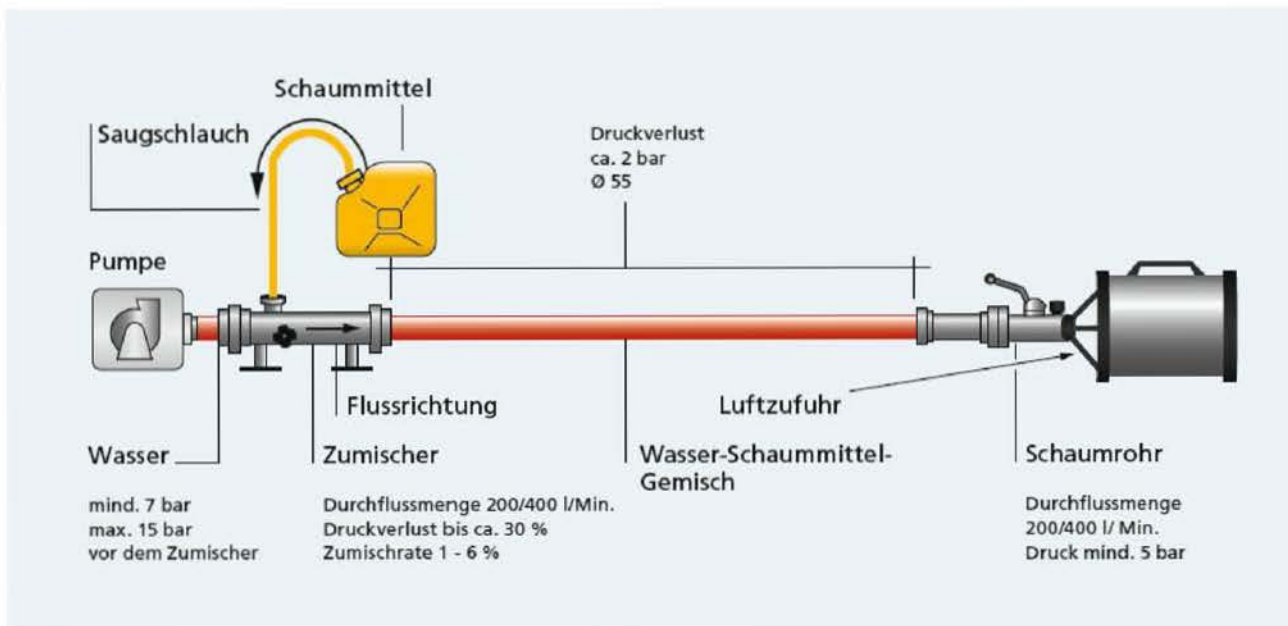 Schaummittel
Saugschlauch
Druckverlust
ca. 2 bar
Ø 55
Pumpe
Flussrichtung
Luftzufuhr
Wasser
mind. 7 bar
max. 15 bar
vor dem Zumischer
Zumischer
Durchflussmenge 200/400 l/Min.
Druckverlust bis ca. 30 %
Zumischrate 1 - 6 %
Wasser-Schaummittel-
Gemisch
Schaumrohr
Durchflussmenge
200/400 l/ Min.
Druck mind. 5 bar